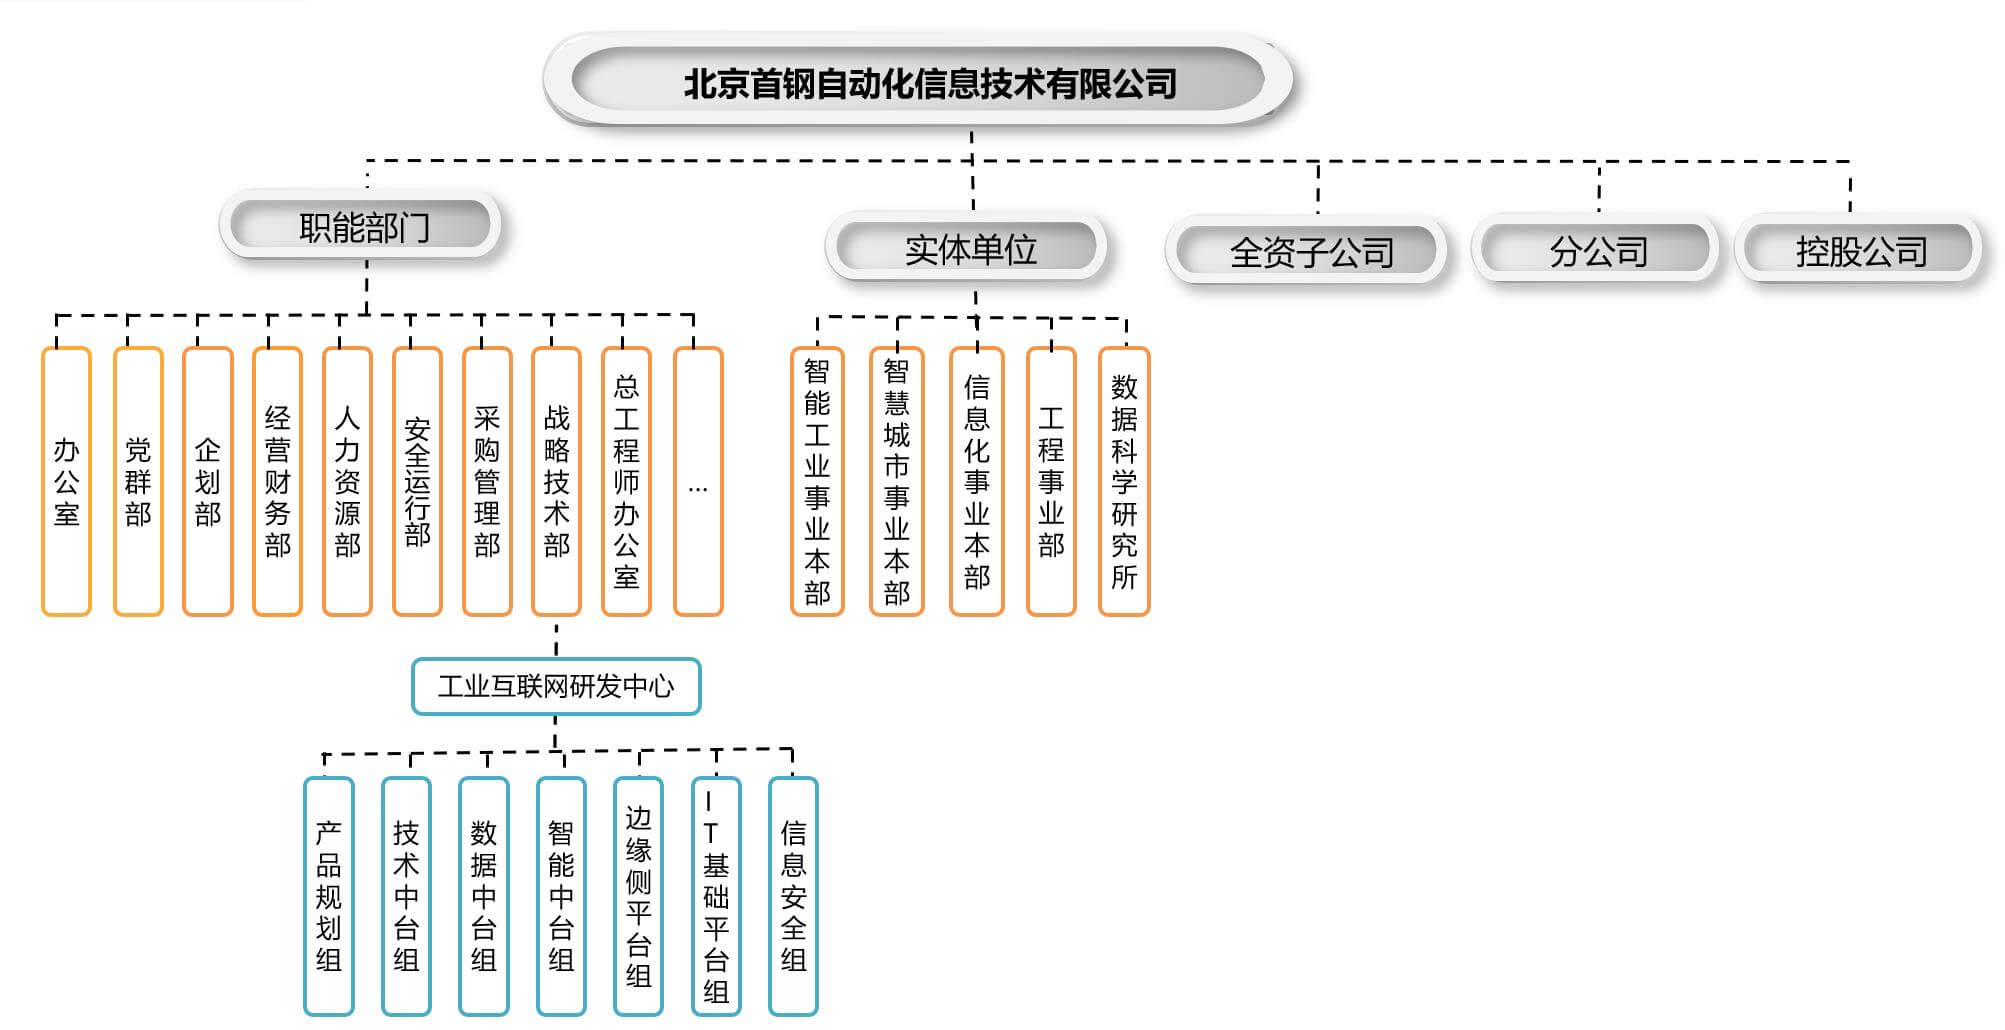 北京首钢自动化信息技术有限公司
职能部门
实体单位
全资子公司
分公司
控股公司
办公室
党群部
企划部
经营财务部
人力资源部
安全运行部
采购管理部
战略技术部
总工程师办公室
...
智能工业事业本部
智慧城市事业本部
信息化事业本部
工程事业部
数据科学研究所
工业互联网研发中心
产品规划组
技术中台组
数据中台组
智能中台组
边缘侧平台组
IT基础平台组
信息安全组